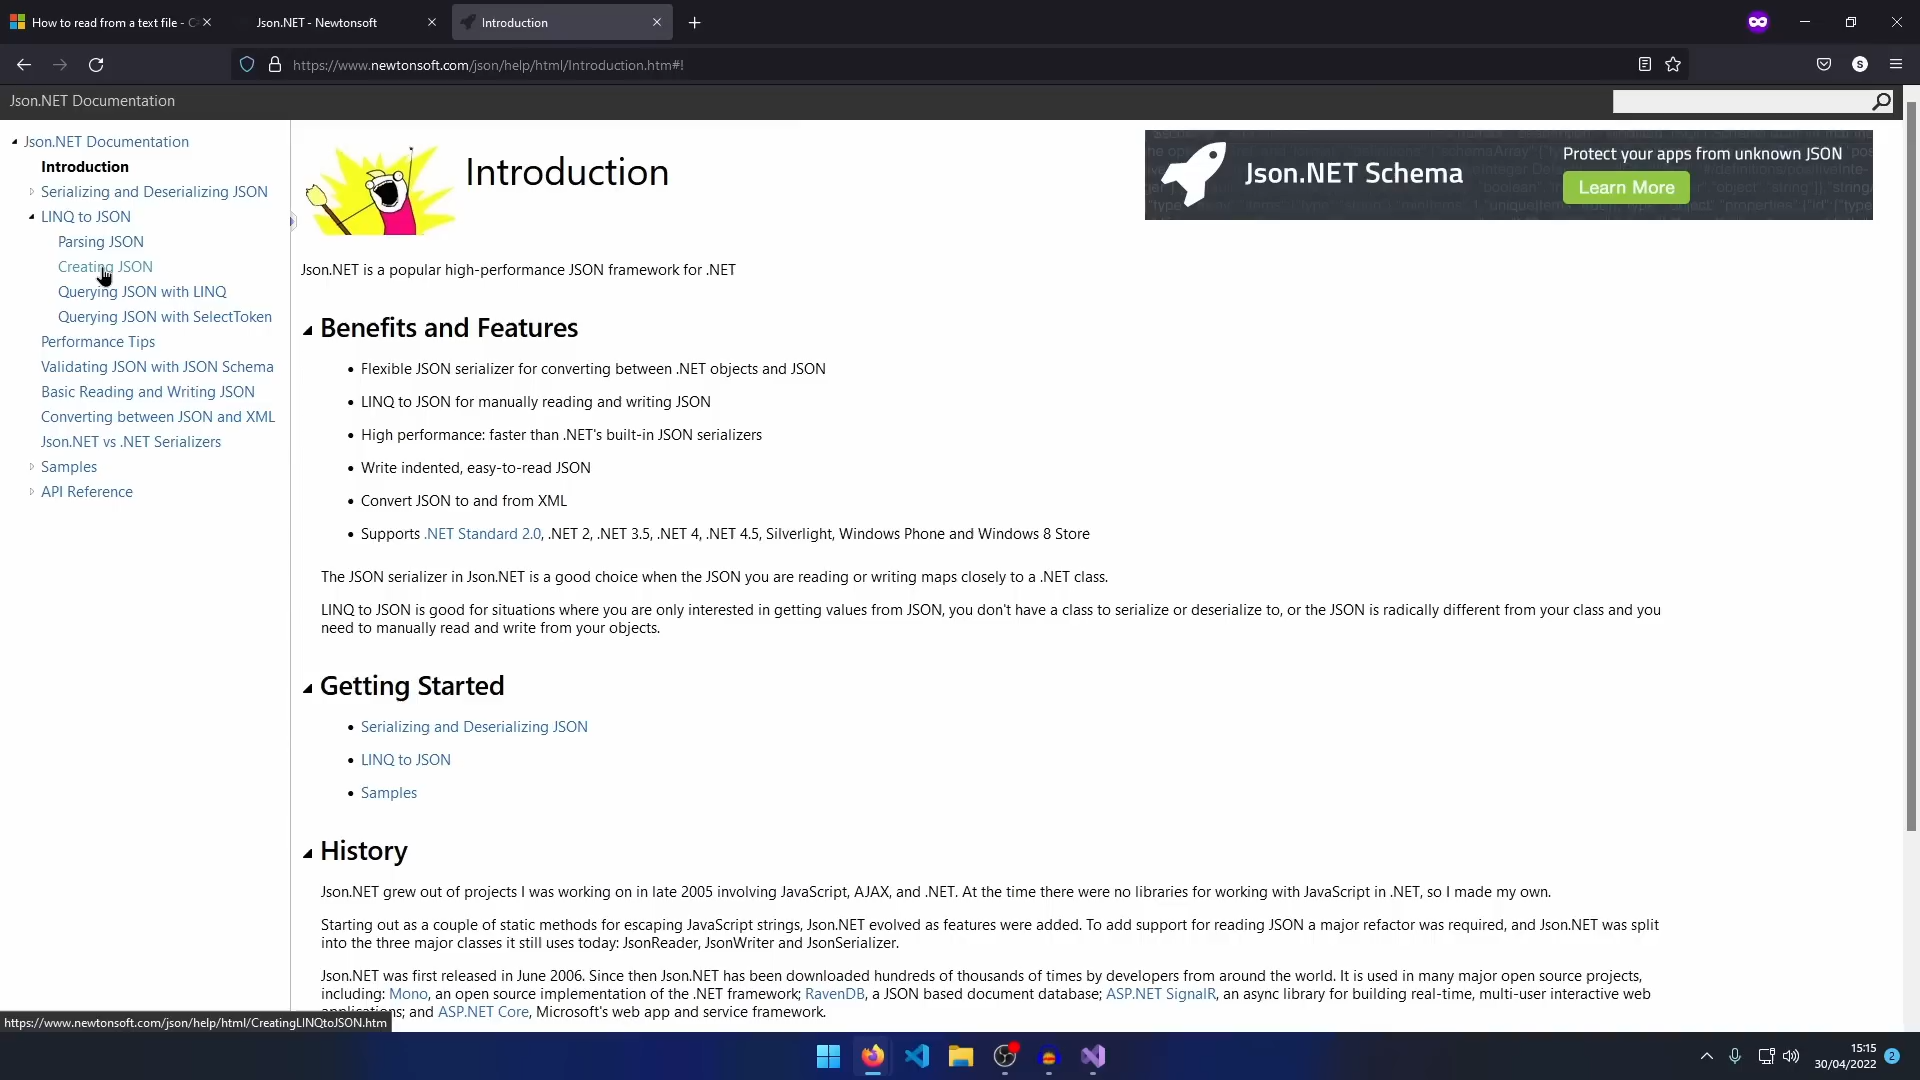 How to read from a text file - C
Json.NET - Newtonsoft
Introduction
https://www.newtonsoft.com/json/help/html/Introduction.htm#!
S
Json.NET Documentation
Json.NET Documentation
Introduction
Serializing and Deserializing JSON
LINQ to JSON
Parsing JSON
Creating JSON
Querying JSON with LINQ
Querying JSON with SelectToken
Performance Tips
Validating JSON with JSON Schema
Basic Reading and Writing JSON
Converting between JSON and XML
Json.NET vs .NET Serializers
Samples
API Reference
Introduction
Json.NET Schema
Protect your apps from unknown JSON
Learn More
Json.NET is a popular high-performance JSON framework for .NET
Benefits and Features
• Flexible JSON serializer for converting between .NET objects and JSON
• LINQ to JSON for manually reading and writing JSON
• High performance: faster than .NET's built-in JSON serializers
• Write indented, easy-to-read JSON
• Convert JSON to and from XML
• Supports .NET Standard 2.0, .NET 2, .NET 3.5, .NET 4, .NET 4.5, Silverlight, Windows Phone and Windows 8 Store
The JSON serializer in Json.NET is a good choice when the JSON you are reading or writing maps closely to a .NET class.
LINQ to JSON is good for situations where you are only interested in getting values from JSON, you don't have a class to serialize or deserialize to, or the JSON is radically different from your class and you
need to manually read and write from your objects.
Getting Started
• Serializing and Deserializing JSON
• LINQ to JSON
• Samples
History
Json.NET grew out of projects I was working on in late 2005 involving JavaScript, AJAX, and .NET. At the time there were no libraries for working with JavaScript in .NET, so I made my own.
Starting out as a couple of static methods for escaping JavaScript strings, Json.NET evolved as features were added. To add support for reading JSON a major refactor was required, and Json.NET was split
into the three major classes it still uses today: JsonReader, JsonWriter and JsonSerializer.
Json.NET was first released in June 2006. Since then Json.NET has been downloaded hundreds of thousands of times by developers from around the world. It is used in many major open source projects,
including: Mono, an open source implementation of the .NET framework; RavenDB, a JSON based document database; ASP.NET SignalR, an async library for building real-time, multi-user interactive web
applications; and ASP.NET Core, Microsoft's web app and service framework.
https://www.newtonsoft.com/json/help/html/CreatingLINQtoJSON.htm
15:15
30/04/2022
2